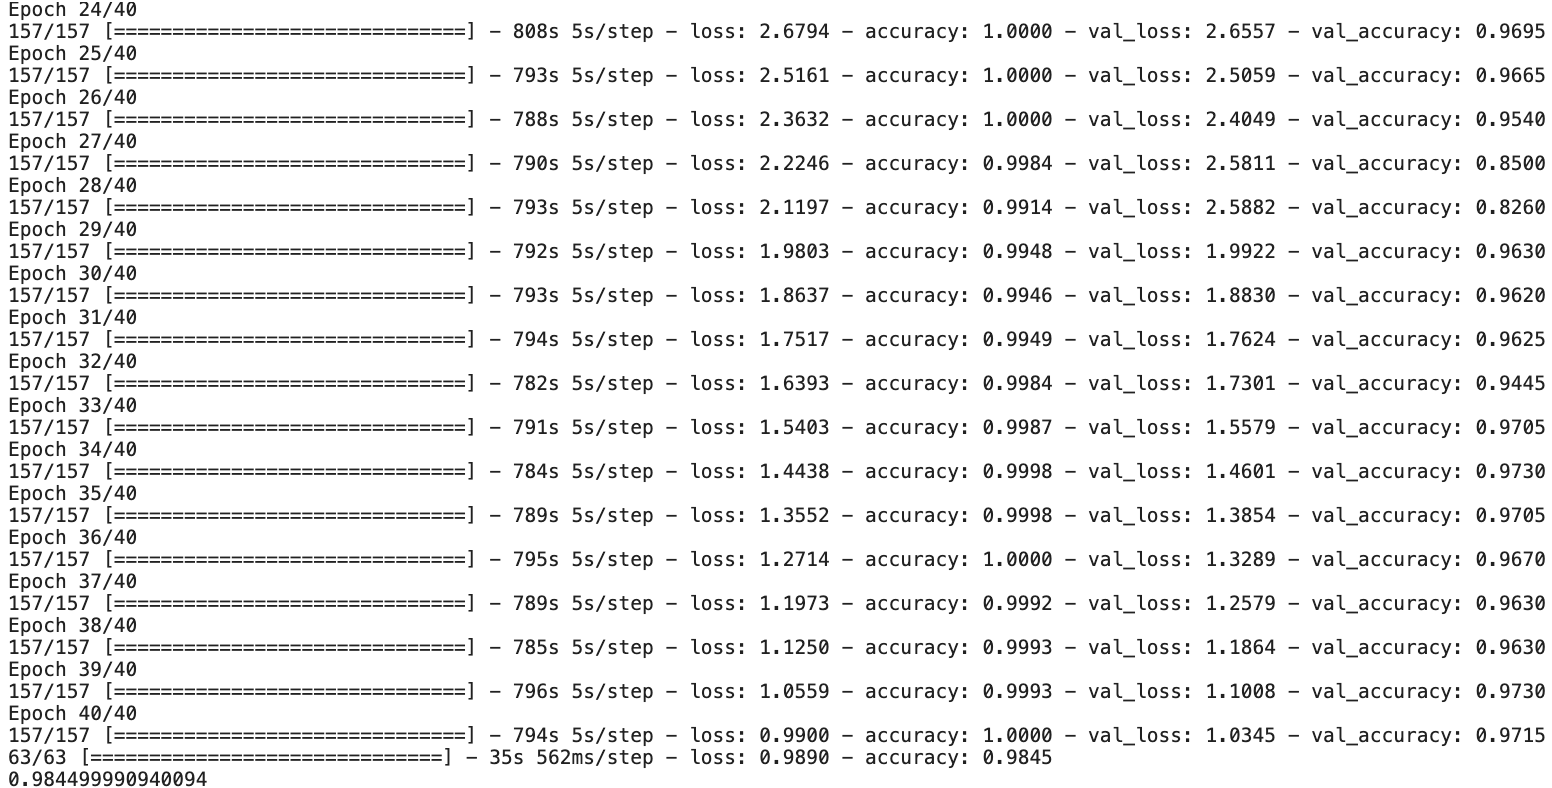 Epoch 24/40
157/157 [==============================] - 808s 5s/step - loss: 2.6794 - accuracy: 1.0000 - val_loss: 2.6557 - val_accuracy: 0.9695
Epoch 25/40
157/157 [==============================] - 793s 5s/step - loss: 2.5161 - accuracy: 1.0000 - val_loss: 2.5059 - val_accuracy: 0.9665
Epoch 26/40
157/157 [==============================] - 788s 5s/step - loss: 2.3632 - accuracy: 1.0000 - val_loss: 2.4049 - val_accuracy: 0.9540
Epoch 27/40
157/157 [==============================] - 790s 5s/step - loss: 2.2246 - accuracy: 0.9984 - val_loss: 2.5811 - val_accuracy: 0.8500
Epoch 28/40
157/157 [==============================] - 793s 5s/step - loss: 2.1197 - accuracy: 0.9914 - val_loss: 2.5882 - val_accuracy: 0.8260
Epoch 29/40
157/157 [==============================] - 792s 5s/step - loss: 1.9803 - accuracy: 0.9948 - val_loss: 1.9922 - val_accuracy: 0.9630
Epoch 30/40
157/157 [==============================] - 793s 5s/step - loss: 1.8637 - accuracy: 0.9946 - val_loss: 1.8830 - val_accuracy: 0.9620
Epoch 31/40
157/157 [==============================] - 794s 5s/step - loss: 1.7517 - accuracy: 0.9949 - val_loss: 1.7624 - val_accuracy: 0.9625
Epoch 32/40
157/157 [==============================] - 782s 5s/step - loss: 1.6393 - accuracy: 0.9984 - val_loss: 1.7301 - val_accuracy: 0.9445
Epoch 33/40
157/157 [==============================] - 791s 5s/step - loss: 1.5403 - accuracy: 0.9987 - val_loss: 1.5579 - val_accuracy: 0.9705
Epoch 34/40
157/157 [==============================] - 784s 5s/step - loss: 1.4438 - accuracy: 0.9998 - val_loss: 1.4601 - val_accuracy: 0.9730
Epoch 35/40
157/157 [==============================] - 789s 5s/step - loss: 1.3552 - accuracy: 0.9998 - val_loss: 1.3854 - val_accuracy: 0.9705
Epoch 36/40
157/157 [==============================] - 795s 5s/step - loss: 1.2714 - accuracy: 1.0000 - val_loss: 1.3289 - val_accuracy: 0.9670
Epoch 37/40
157/157 [==============================] - 789s 5s/step - loss: 1.1973 - accuracy: 0.9992 - val_loss: 1.2579 - val_accuracy: 0.9630
Epoch 38/40
157/157 [==============================] - 785s 5s/step - loss: 1.1250 - accuracy: 0.9993 - val_loss: 1.1864 - val_accuracy: 0.9630
Epoch 39/40
157/157 [==============================] - 796s 5s/step - loss: 1.0559 - accuracy: 0.9993 - val_loss: 1.1008 - val_accuracy: 0.9730
Epoch 40/40
157/157 [==============================] - 794s 5s/step - loss: 0.9900 - accuracy: 1.0000 - val_loss: 1.0345 - val_accuracy: 0.9715
63/63 [==============================] - 35s 562ms/step - loss: 0.9890 - accuracy: 0.9845
0.984499990940094